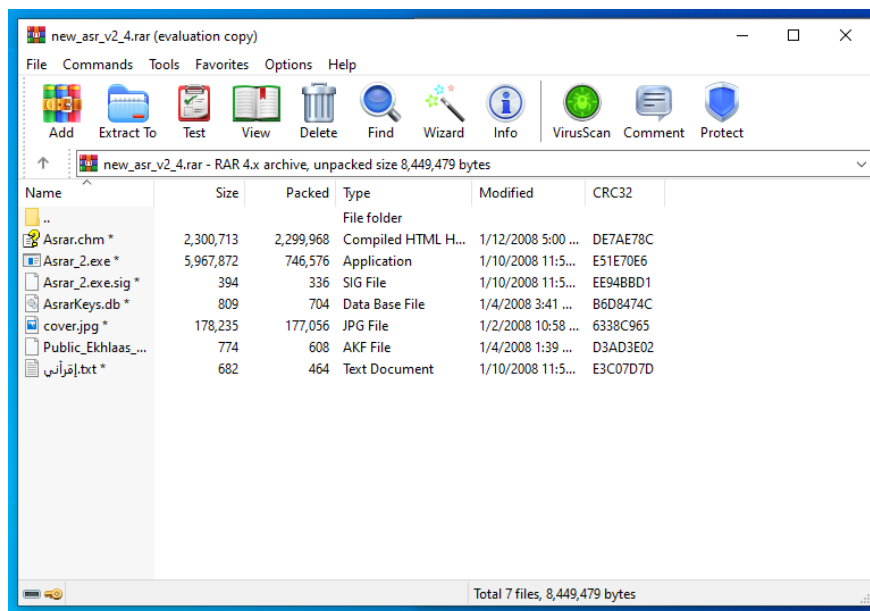 new_asr_v2_4.rar (evaluation copy)
File Commands Tools Favorites Options Help
Add Extract To Test View Delete Find Wizard Info VirusScan Comment Protect
new_asr_v2_4.rar - RAR 4.x archive, unpacked size 8,449,479 bytes
Name Size Packed Type Modified CRC32
.. File folder
Asrar.chm * 2,300,713 2,299,968 Compiled HTML H... 1/12/2008 5:00 ... DE7AE78C
Asrar_2.exe * 5,967,872 746,576 Application 1/10/2008 11:5... E51E70E6
Asrar_2.exe.sig * 394 336 SIG File 1/10/2008 11:5... EE94BBD1
AsrarKeys.db * 809 704 Data Base File 1/4/2008 3:41 ... B6D8474C
cover.jpg * 178,235 177,056 JPG File 1/2/2008 10:58 ... 6338C965
Public_Ekhlaas_... 774 608 AKF File 1/4/2008 1:39 ... D3AD3E02
إقرأني.txt * 682 464 Text Document 1/10/2008 11:5... E3C07D7D
Total 7 files, 8,449,479 bytes